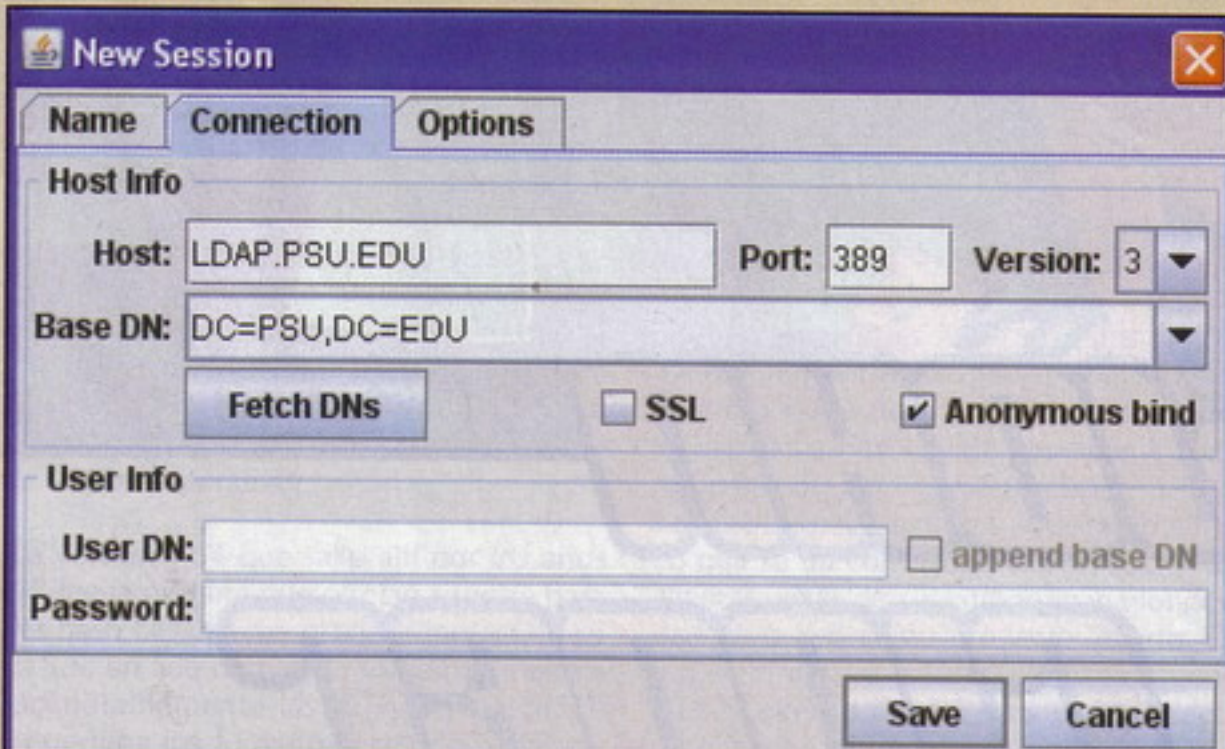 New Session
Name Connection Options
Host Info
Host: LDAP.PSU.EDU Port: 389 Version: 3
Base DN: DC=PSU,DC=EDU
Fetch DNs SSL Anonymous bind
User Info
User DN: append base DN
Password:
Save Cancel